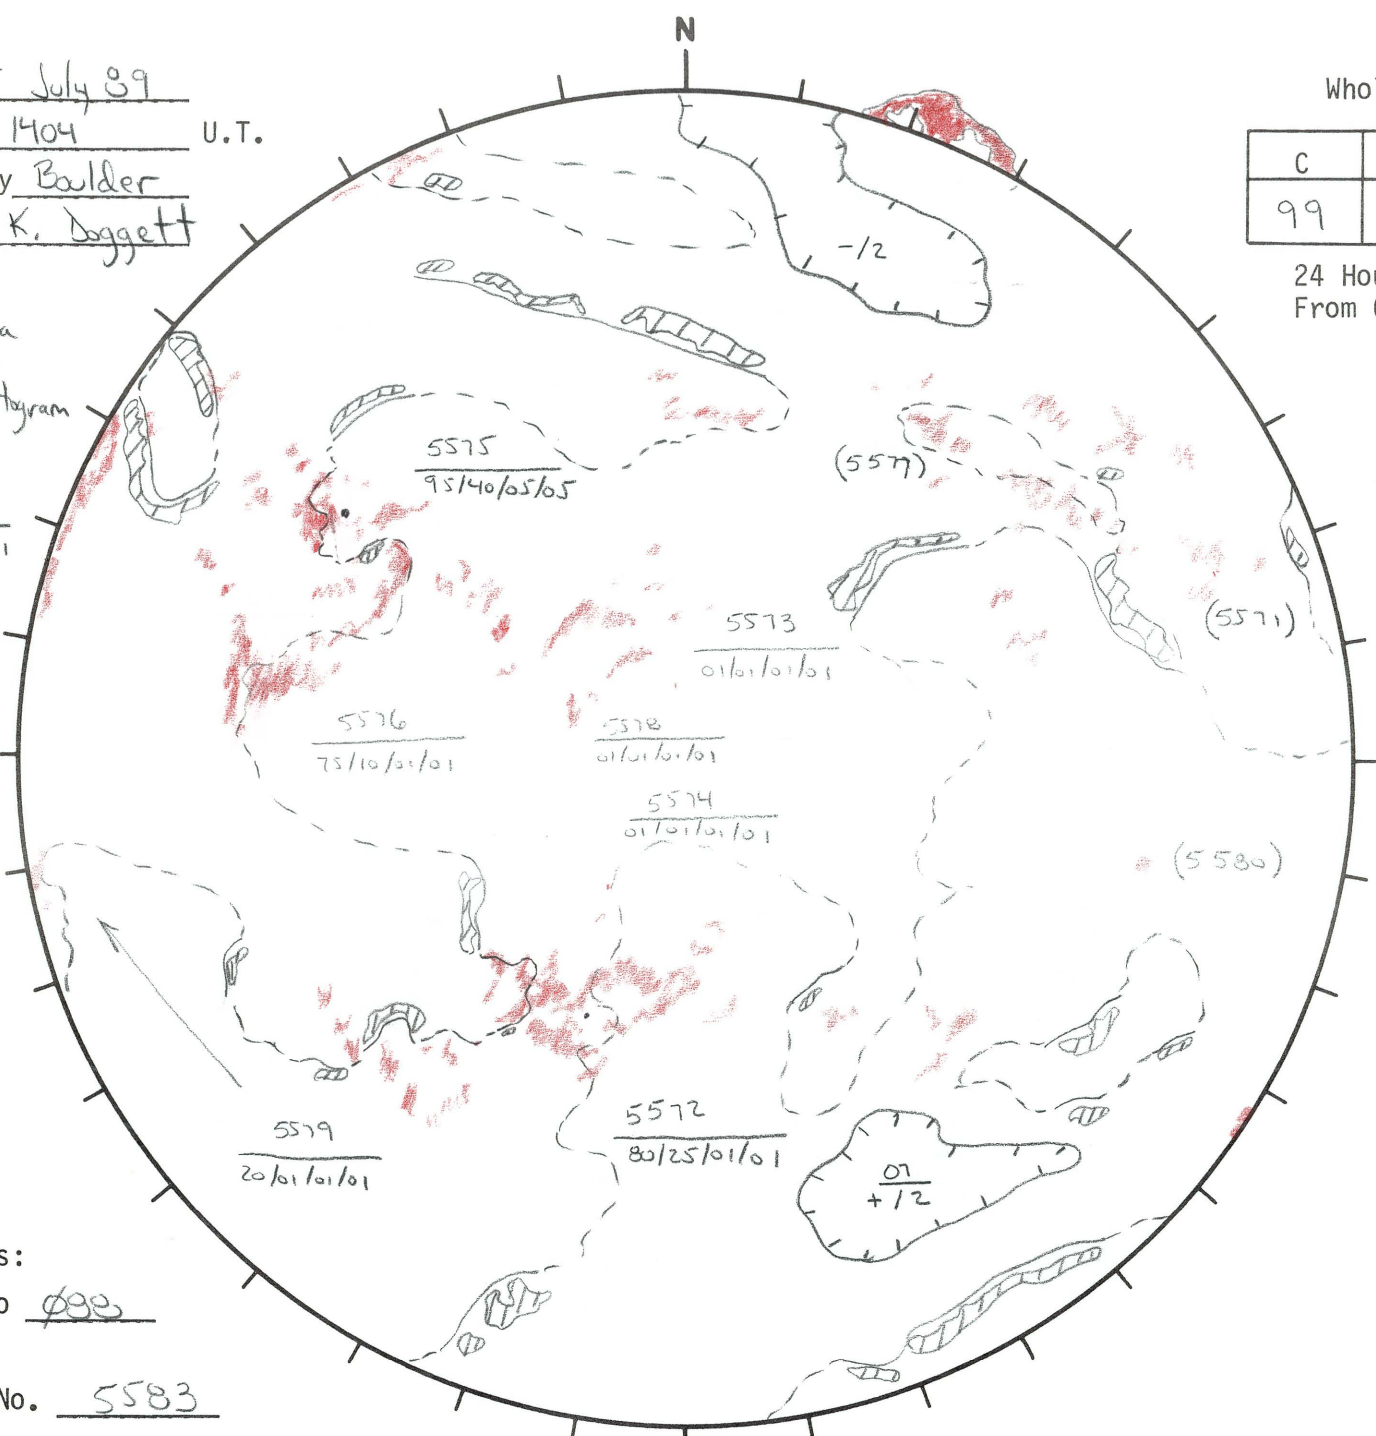 N
July 89
1404 U.T.
Boulder
K. Doggett
Who
C
99
24 Hou
From
togram
-/2
5575
95/40/05/05
(5577)
5573
01/01/01/01
(5571)
5576
75/10/01/01
5578
01/01/01/01
5574
01/01/01/01
(5580)
5579
20/01/01/01
5572
80/25/01/01
07
+/2
s:
o Ø88
No. 5583